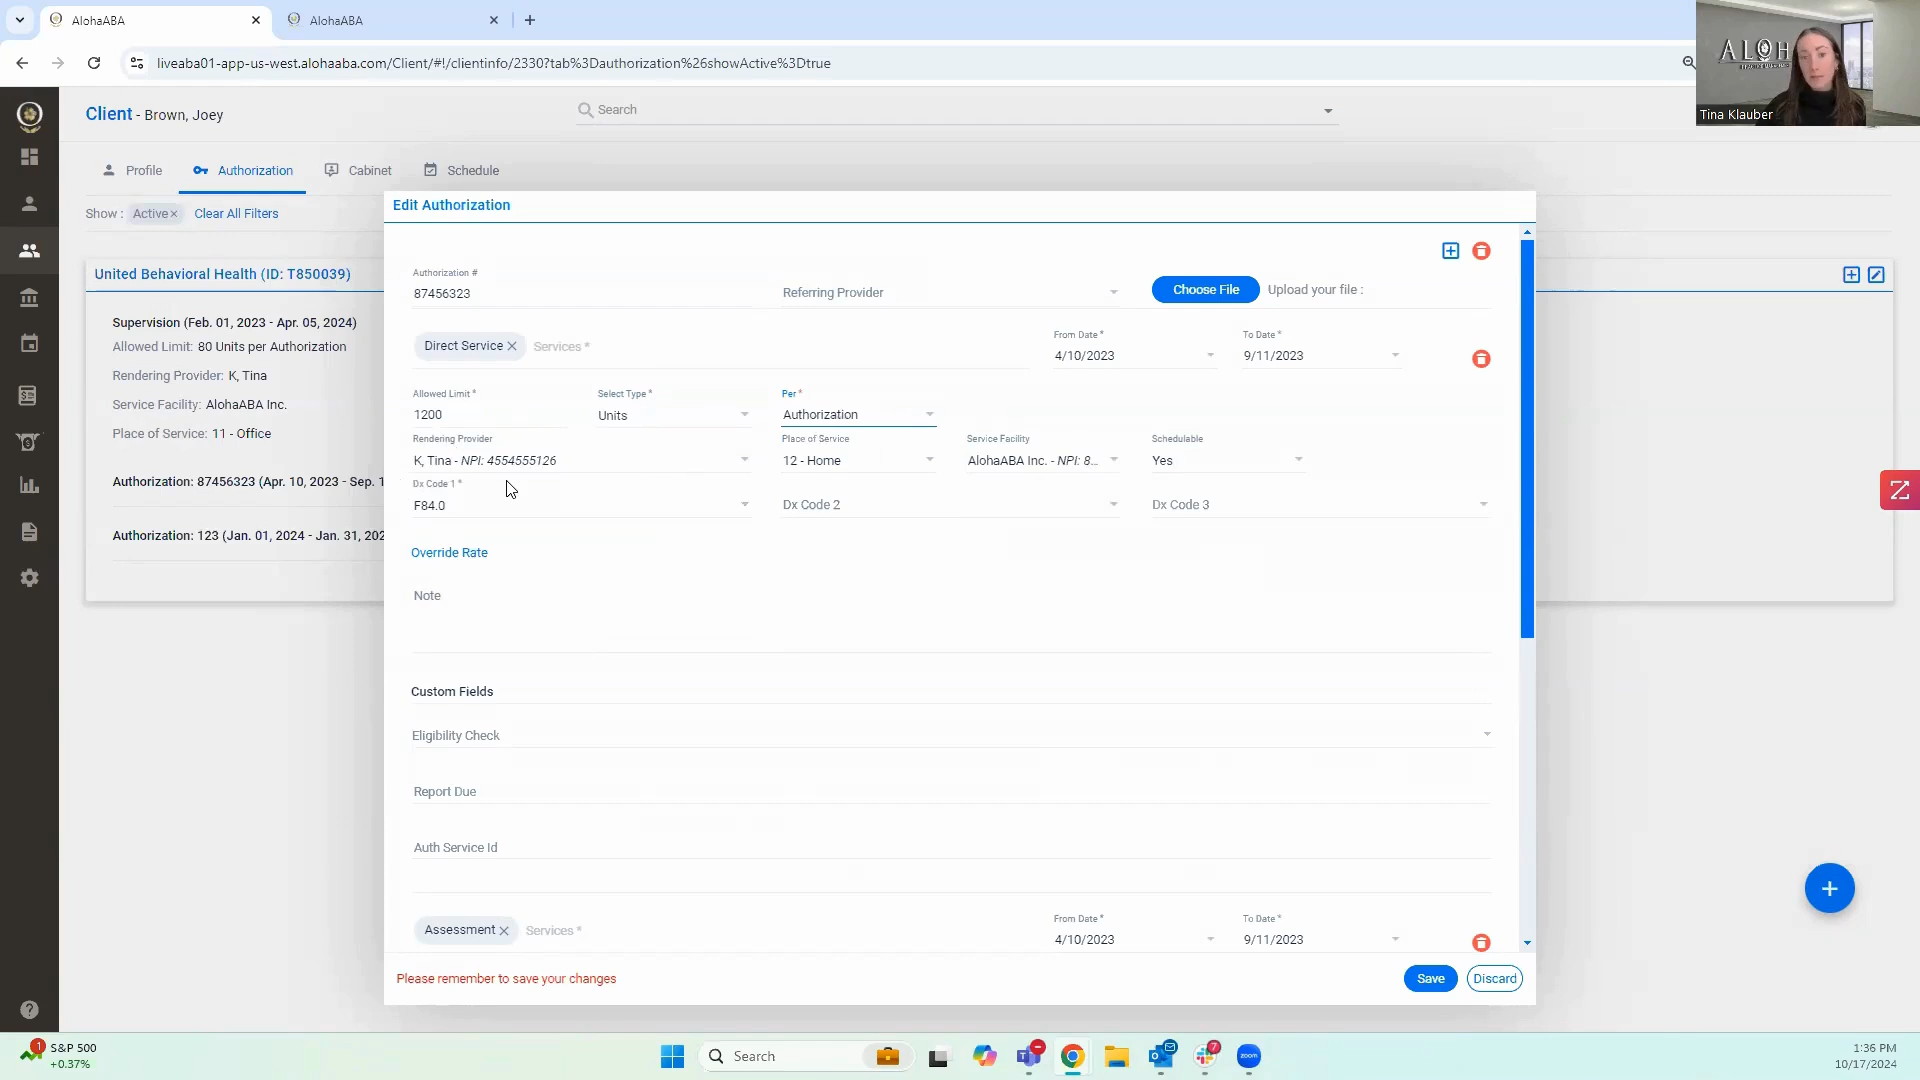 AlohaABA
AlohaABA
liveaba01-app-us-west.alohaaba.com/Client/#!/clientinfo/2330?tab%3Dauthorization%26showActive%3Dtrue
ALOH
Tina Klauber
Client - Brown, Joey
Search
Profile
Authorization
Cabinet
Schedule
Show :
Active ×
Clear All Filters
United Behavioral Health (ID: T850039)
Supervision (Feb. 01, 2023 - Apr. 05, 2024)
Allowed Limit: 80 Units per Authorization
Rendering Provider: K, Tina
Service Facility: AlohaABA Inc.
Place of Service: 11 - Office
Authorization: 87456323 (Apr. 10, 2023 - Sep. 1
Authorization: 123 (Jan. 01, 2024 - Jan. 31, 202
Edit Authorization
Authorization #
87456323
Referring Provider
Choose File
Upload your file :
Direct Service
Services *
From Date *
4/10/2023
To Date *
9/11/2023
Allowed Limit *
1200
Select Type *
Units
Per *
Authorization
Rendering Provider
K, Tina - NPI: 4554555126
Place of Service
12 - Home
Service Facility
AlohaABA Inc. - NPI: 8...
Schedulable
Yes
Dx Code 1 *
F84.0
Dx Code 2
Dx Code 3
Override Rate
Note
Custom Fields
Eligibility Check
Report Due
Auth Service Id
Assessment
Services *
From Date *
4/10/2023
To Date *
9/11/2023
Please remember to save your changes
Save
Discard
1
S&P 500
+0.37%
Search
7
zoom
1:36 PM
10/17/2024